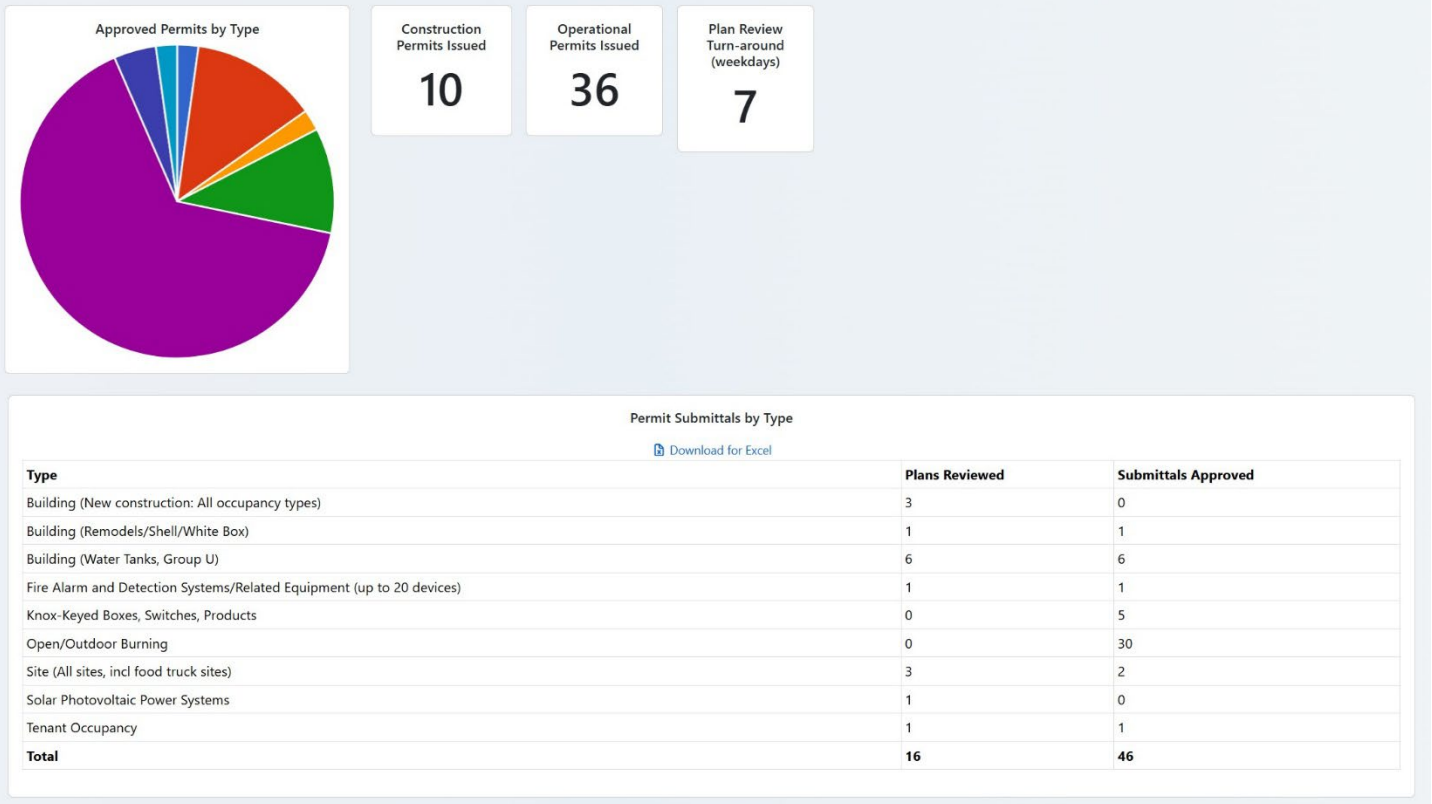 Approved Permits by Type
Construction
Permits Issued
10
Operational
Permits Issued
36
Plan Review
Turn-around
(weekdays)
7
Permit Submittals by Type
Download for Excel
Type Plans Reviewed Submittals Approved
Building (New construction: All occupancy types) 3 0
Building (Remodels/Shell/White Box) 1 1
Building (Water Tanks, Group U) 6 6
Fire Alarm and Detection Systems/Related Equipment (up to 20 devices) 1 1
Knox-Keyed Boxes, Switches, Products 0 5
Open/Outdoor Burning 0 30
Site (All sites, incl food truck sites) 3 2
Solar Photovoltaic Power Systems 1 0
Tenant Occupancy 1 1
Total 16 46